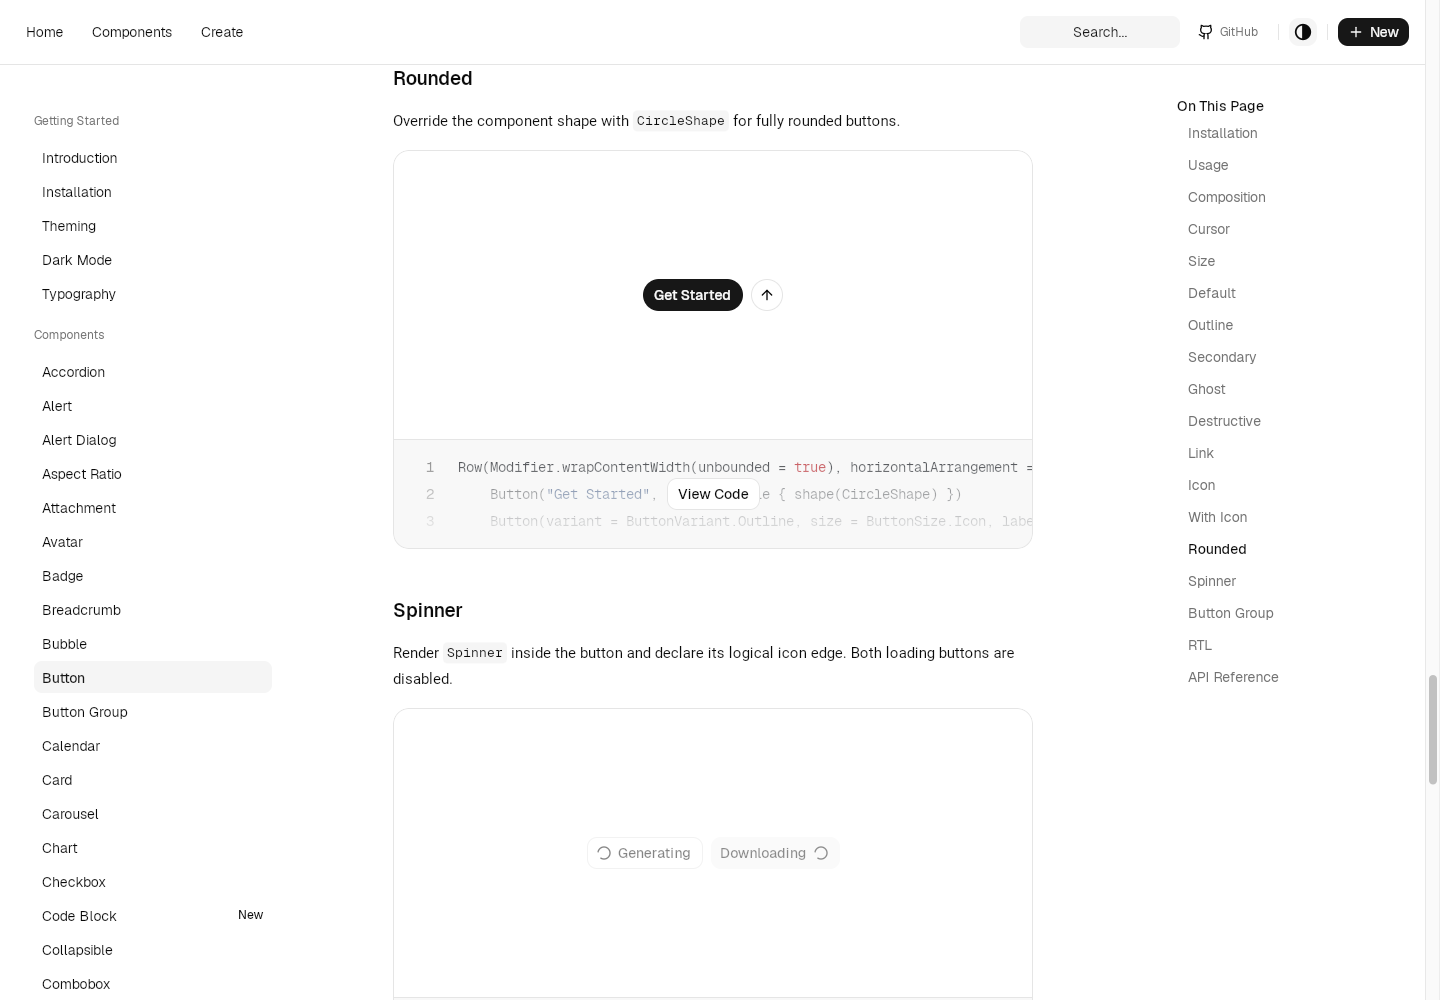 Home
Components
Create
Search...
GitHub
New
Getting Started
Introduction
Installation
Theming
Dark Mode
Typography
Components
Accordion
Alert
Alert Dialog
Aspect Ratio
Attachment
Avatar
Badge
Breadcrumb
Bubble
Button
Button Group
Calendar
Card
Carousel
Chart
Checkbox
Code Block New
Collapsible
Combobox
Rounded
Override the component shape with CircleShape for fully rounded buttons.
Get Started
1 Row(Modifier.wrapContentWidth(unbounded = true), horizontalArrangement =
2 Button("Get Started", le { shape(CircleShape) })
View Code
3 Button(variant = ButtonVariant.Outline, size = ButtonSize.Icon, labe
Spinner
Render Spinner inside the button and declare its logical icon edge. Both loading buttons are
disabled.
Generating
Downloading
On This Page
Installation
Usage
Composition
Cursor
Size
Default
Outline
Secondary
Ghost
Destructive
Link
Icon
With Icon
Rounded
Spinner
Button Group
RTL
API Reference